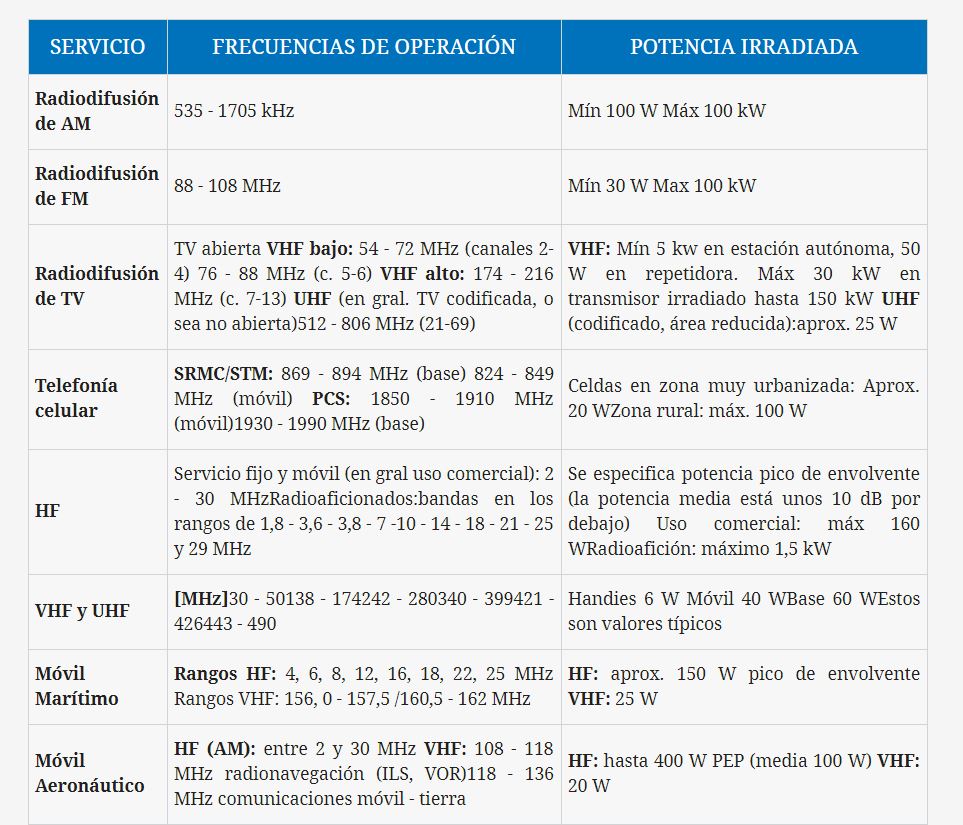 SERVICIO
FRECUENCIAS DE OPERACIÓN
POTENCIA IRRADIADA
Radiodifusión
de AM
535 - 1705 kHz
Mín 100 W Máx 100 kW
Radiodifusión
de FM
88 - 108 MHz
Mín 30 W Max 100 kW
Radiodifusión
de TV
TV abierta VHF bajo: 54 - 72 MHz (canales 2-
4) 76 - 88 MHz (c. 5-6) VHF alto: 174 - 216
MHz (c. 7-13) UHF (en gral. TV codificada, o
sea no abierta)512 - 806 MHz (21-69)
VHF: Mín 5 kw en estación autónoma, 50
W en repetidora. Máx 30 kW en
transmisor irradiado hasta 150 kW UHF
(codificado, área reducida):aprox. 25 W
Telefonía
celular
SRMC/STM: 869 - 894 MHz (base) 824 - 849
MHz (móvil) PCS: 1850 - 1910 MHz
(móvil)1930 - 1990 MHz (base)
Celdas en zona muy urbanizada: Aprox.
20 WZona rural: máx. 100 W
HF
Servicio fijo y móvil (en gral uso comercial): 2
- 30 MHzRadioaficionados:bandas en los
rangos de 1,8 - 3,6 - 3,8 - 7 -10 - 14 - 18 - 21 - 25
y 29 MHz
Se especifica potencia pico de envolvente
(la potencia media está unos 10 dB por
debajo) Uso comercial: máx 160
WRadioafición: máximo 1,5 kW
VHF y UHF
[MHz]30 - 50138 - 174242 - 280340 - 399421 -
426443 - 490
Handies 6 W Móvil 40 WBase 60 WEstos
son valores típicos
Móvil
Marítimo
Rangos HF: 4, 6, 8, 12, 16, 18, 22, 25 MHz
Rangos VHF: 156, 0 - 157,5 /160,5 - 162 MHz
HF: aprox. 150 W pico de envolvente
VHF: 25 W
Móvil
Aeronáutico
HF (AM): entre 2 y 30 MHz VHF: 108 - 118
MHz radionavegación (ILS, VOR)118 - 136
MHz comunicaciones móvil - tierra
HF: hasta 400 W PEP (media 100 W) VHF:
20 W